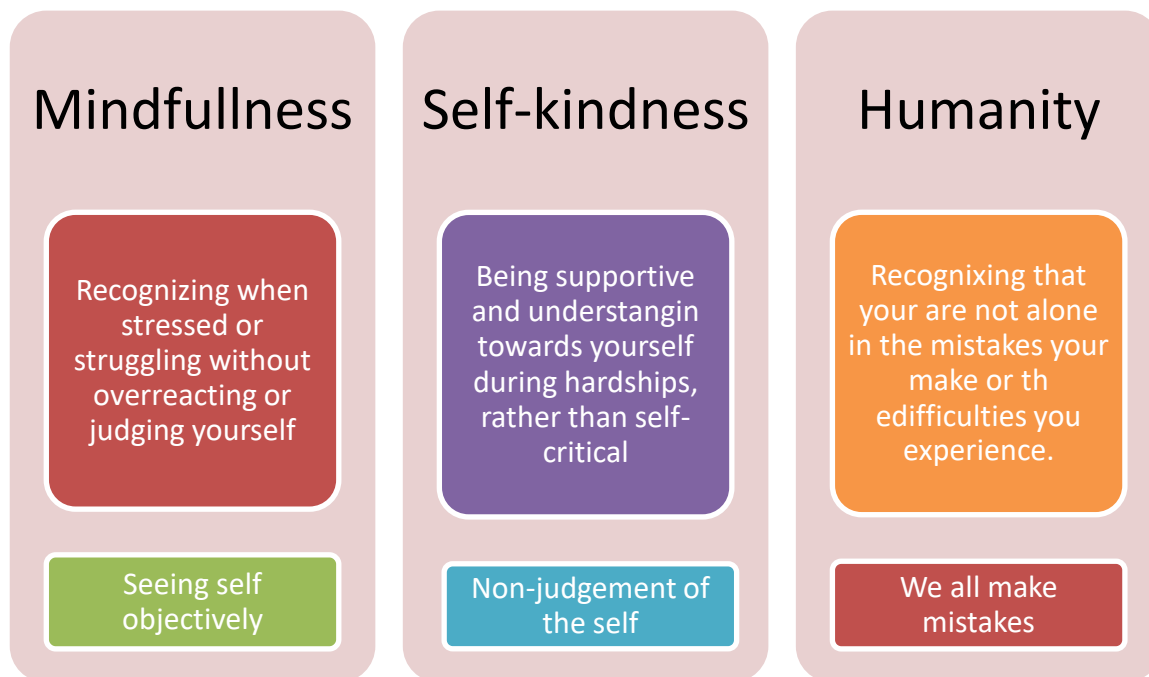 Mindfullness
Recognizing when
stressed or
struggling without
overreacting or
judging yourself
Seeing self
objectively
Self-kindness
Being supportive
and understangin
towards yourself
during hardships,
rather than self-
critical
Non-judgement of
the self
Humanity
Recognixing that
your are not alone
in the mistakes your
make or th
edifficulties you
experience.
We all make
mistakes